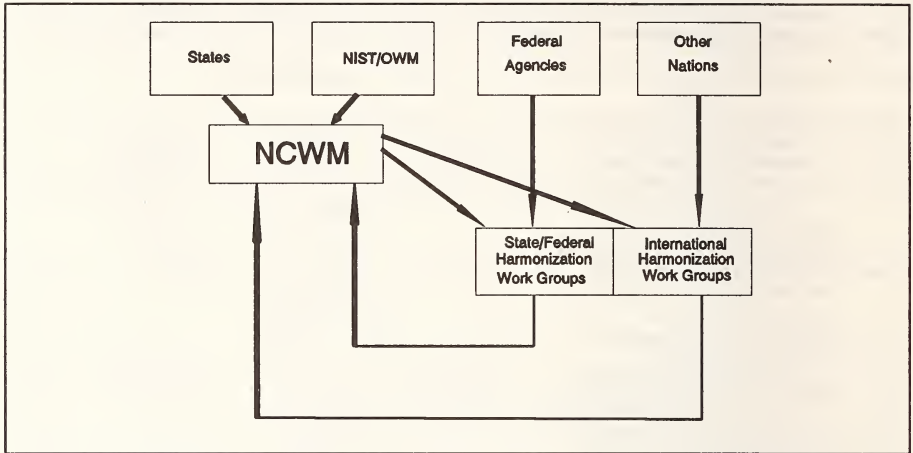 States
NIST/OWM
Federal
Agencies
Other
Nations
NCWM
State/Federal
Harmonization
Work Groups
International
Harmonization
Work Groups